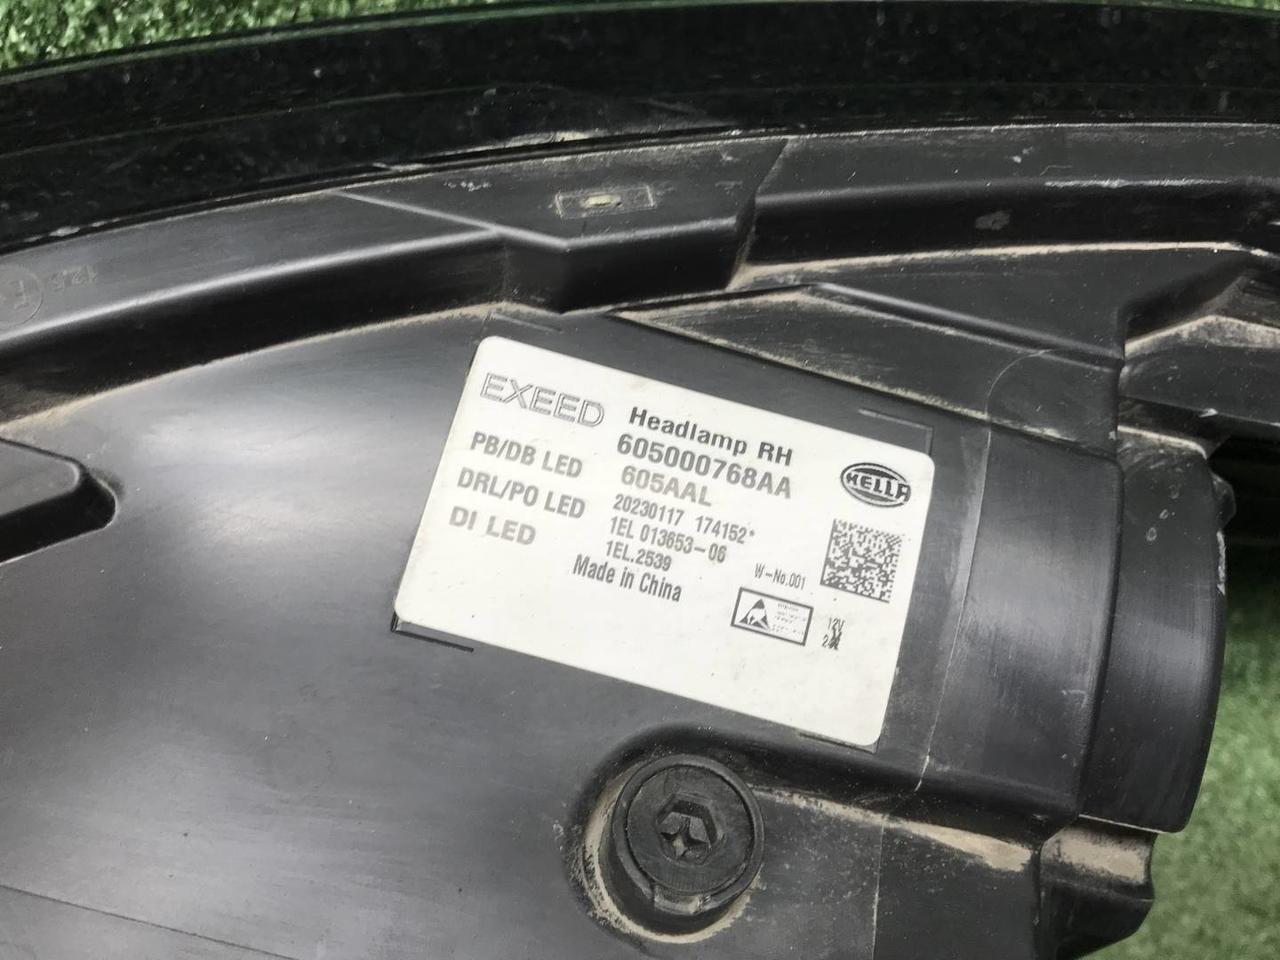 EXEED
Headlamp RH
605000768AA
605AAL
PB/DB LED
DRL/PO LED
DI LED
20230117 174152*
1EL 013653-06
1EL.2539
Made in China
HELLA
W-No.001
12V